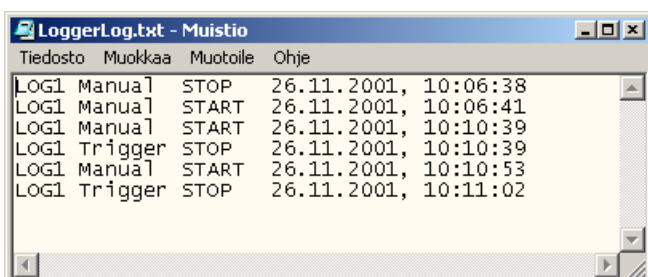 LoggerLog.txt - Muistio
Tiedosto Muokkaa Muotoile Ohje
LOG1 Manual STOP 26.11.2001, 10:06:38
LOG1 Manual START 26.11.2001, 10:06:41
LOG1 Manual START 26.11.2001, 10:10:39
LOG1 Trigger STOP 26.11.2001, 10:10:39
LOG1 Manual START 26.11.2001, 10:10:53
LOG1 Trigger STOP 26.11.2001, 10:11:02